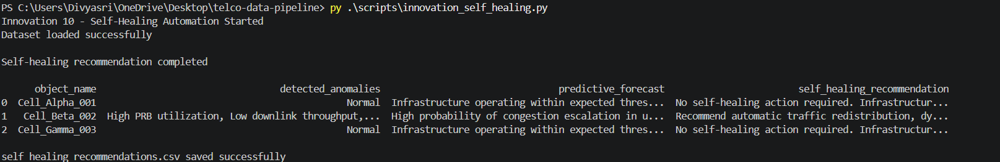 PS C:\Users\Divyasri\OneDrive\Desktop\telco-data-pipeline> py .\scripts\innovation_self_healing.py
Innovation 10 - Self-Healing Automation Started
Dataset loaded successfully
Self-healing recommendation completed
object_name detected_anomalies predictive_forecast self_healing_recommendation
0 Cell_Alpha_001 Normal Infrastructure operating within expected thres... No self-healing action required. Infrastructur...
1 Cell_Beta_002 High PRB utilization, Low downlink throughput,... High probability of congestion escalation in u... Recommend automatic traffic redistribution, dy...
2 Cell_Gamma_003 Normal Infrastructure operating within expected thres... No self-healing action required. Infrastructur...
self_healing_recommendations.csv saved successfully